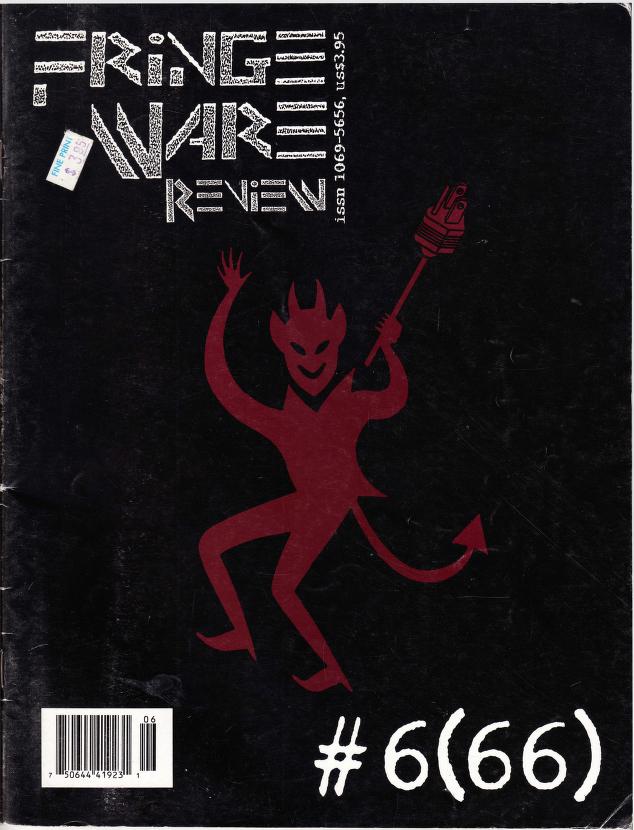 FRINGE
WARE
REVIEW
issn 1069-5656, us$3.95
FINE PRINT
$ 3.95
06
7 50644 41923 1
#6(66)